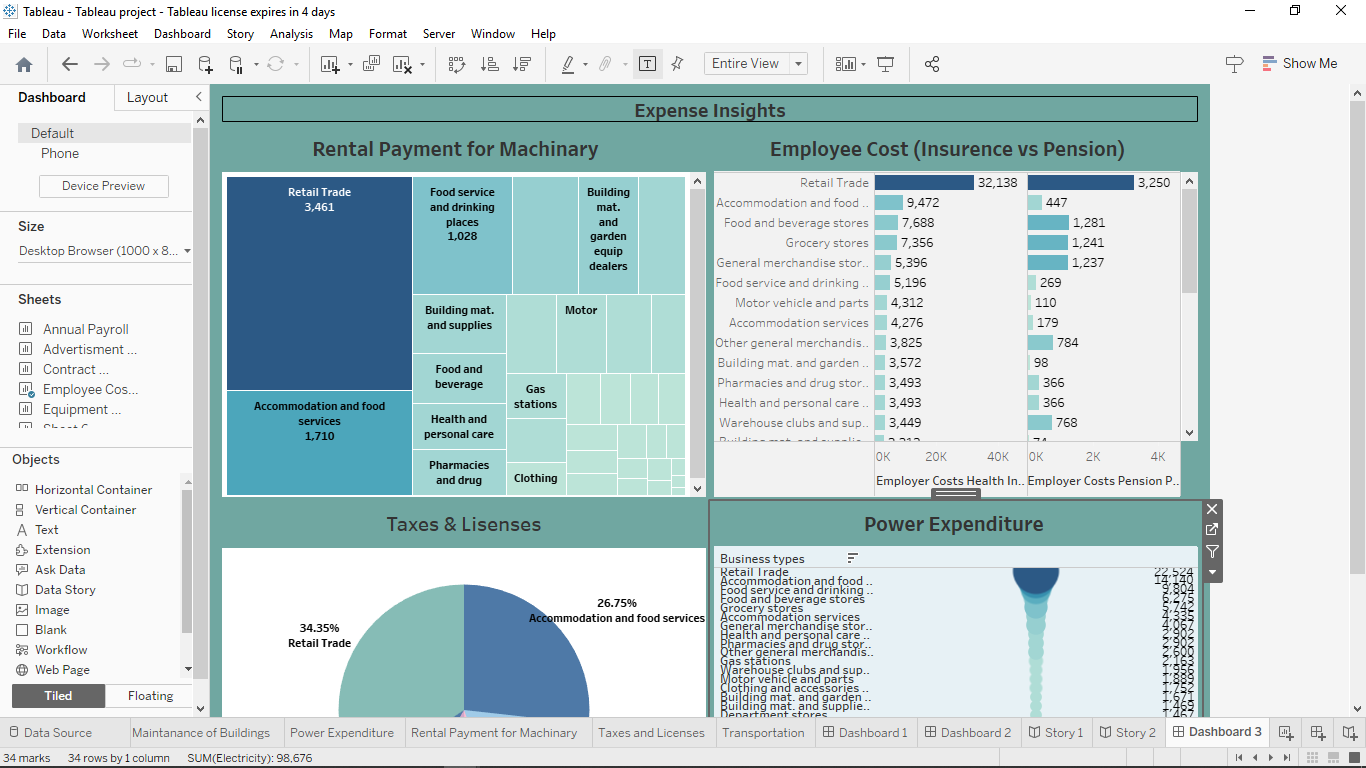 Tableau - Tableau project - Tableau license expires in 4 days
File Data Worksheet Dashboard Story Analysis Map Format Server Window Help
Entire View
Show Me
Dashboard Layout
Default
Phone
Device Preview
Size
Desktop Browser (1000 x 8...
Sheets
Annual Payroll
Advertisment ...
Contract ...
Employee Cos...
Equipment ...
Objects
Horizontal Container
Vertical Container
Text
Extension
Ask Data
Data Story
Image
Blank
Workflow
Web Page
Tiled Floating
Expense Insights
Rental Payment for Machinary
Retail Trade
3,461
Accommodation and food
services
1,710
Food service
and drinking
places
1,028
Building
mat.
and
garden
equip
dealers
Building mat.
and supplies
Motor
Food and
beverage
Gas
stations
Health and
personal care
Pharmacies
and drug
Clothing
Employee Cost (Insurence vs Pension)
Retail Trade 32,138 3,250
Accommodation and food .. 9,472 447
Food and beverage stores 7,688 1,281
Grocery stores 7,356 1,241
General merchandise stor.. 5,396 1,237
Food service and drinking .. 5,196 269
Motor vehicle and parts 4,312 110
Accommodation services 4,276 179
Other general merchandis.. 3,825 784
Building mat. and garden .. 3,572 98
Pharmacies and drug stor.. 3,493 366
Health and personal care .. 3,493 366
Warehouse clubs and sup.. 3,449 768
0K 20K 40K 0K 2K 4K
Employer Costs Health In.. Employer Costs Pension P..
Taxes & Lisenses
26.75%
Accommodation and food services
34.35%
Retail Trade
Power Expenditure
Business types
Retail Trade 22,524
Accommodation and food .. 14,140
Food service and drinking .. 9,804
Food and beverage stores 6,275
Grocery stores 5,742
Accommodation services 4,335
General merchandise stor.. 4,067
Health and personal care .. 2,902
Pharmacies and drug stor.. 2,902
Other general merchandis.. 2,600
Gas stations 2,163
Warehouse clubs and sup.. 1,956
Motor vehicle and parts 1,889
Clothing and accessories .. 1,752
Building mat. and garden .. 1,671
Building mat. and supplie.. 1,469
Department stores 1,467
Data Source Maintanance of Buildings Power Expenditure Rental Payment for Machinary Taxes and Licenses Transportation Dashboard 1 Dashboard 2 Story 1 Story 2 Dashboard 3
34 marks 34 rows by 1 column SUM(Electricity): 98,676